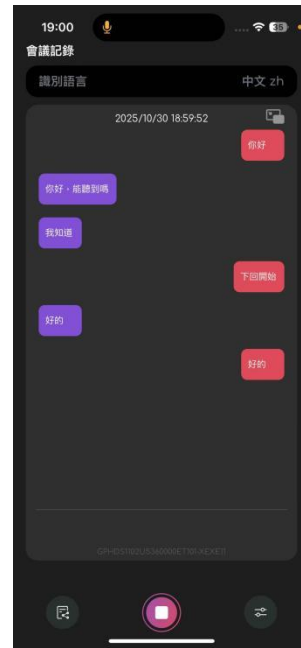 19:00
35
會議記錄
識別語言 中文 zh
2025/10/30 18:59:52
你好
你好，能聽到嗎
我知道
下回開始
好的
好的